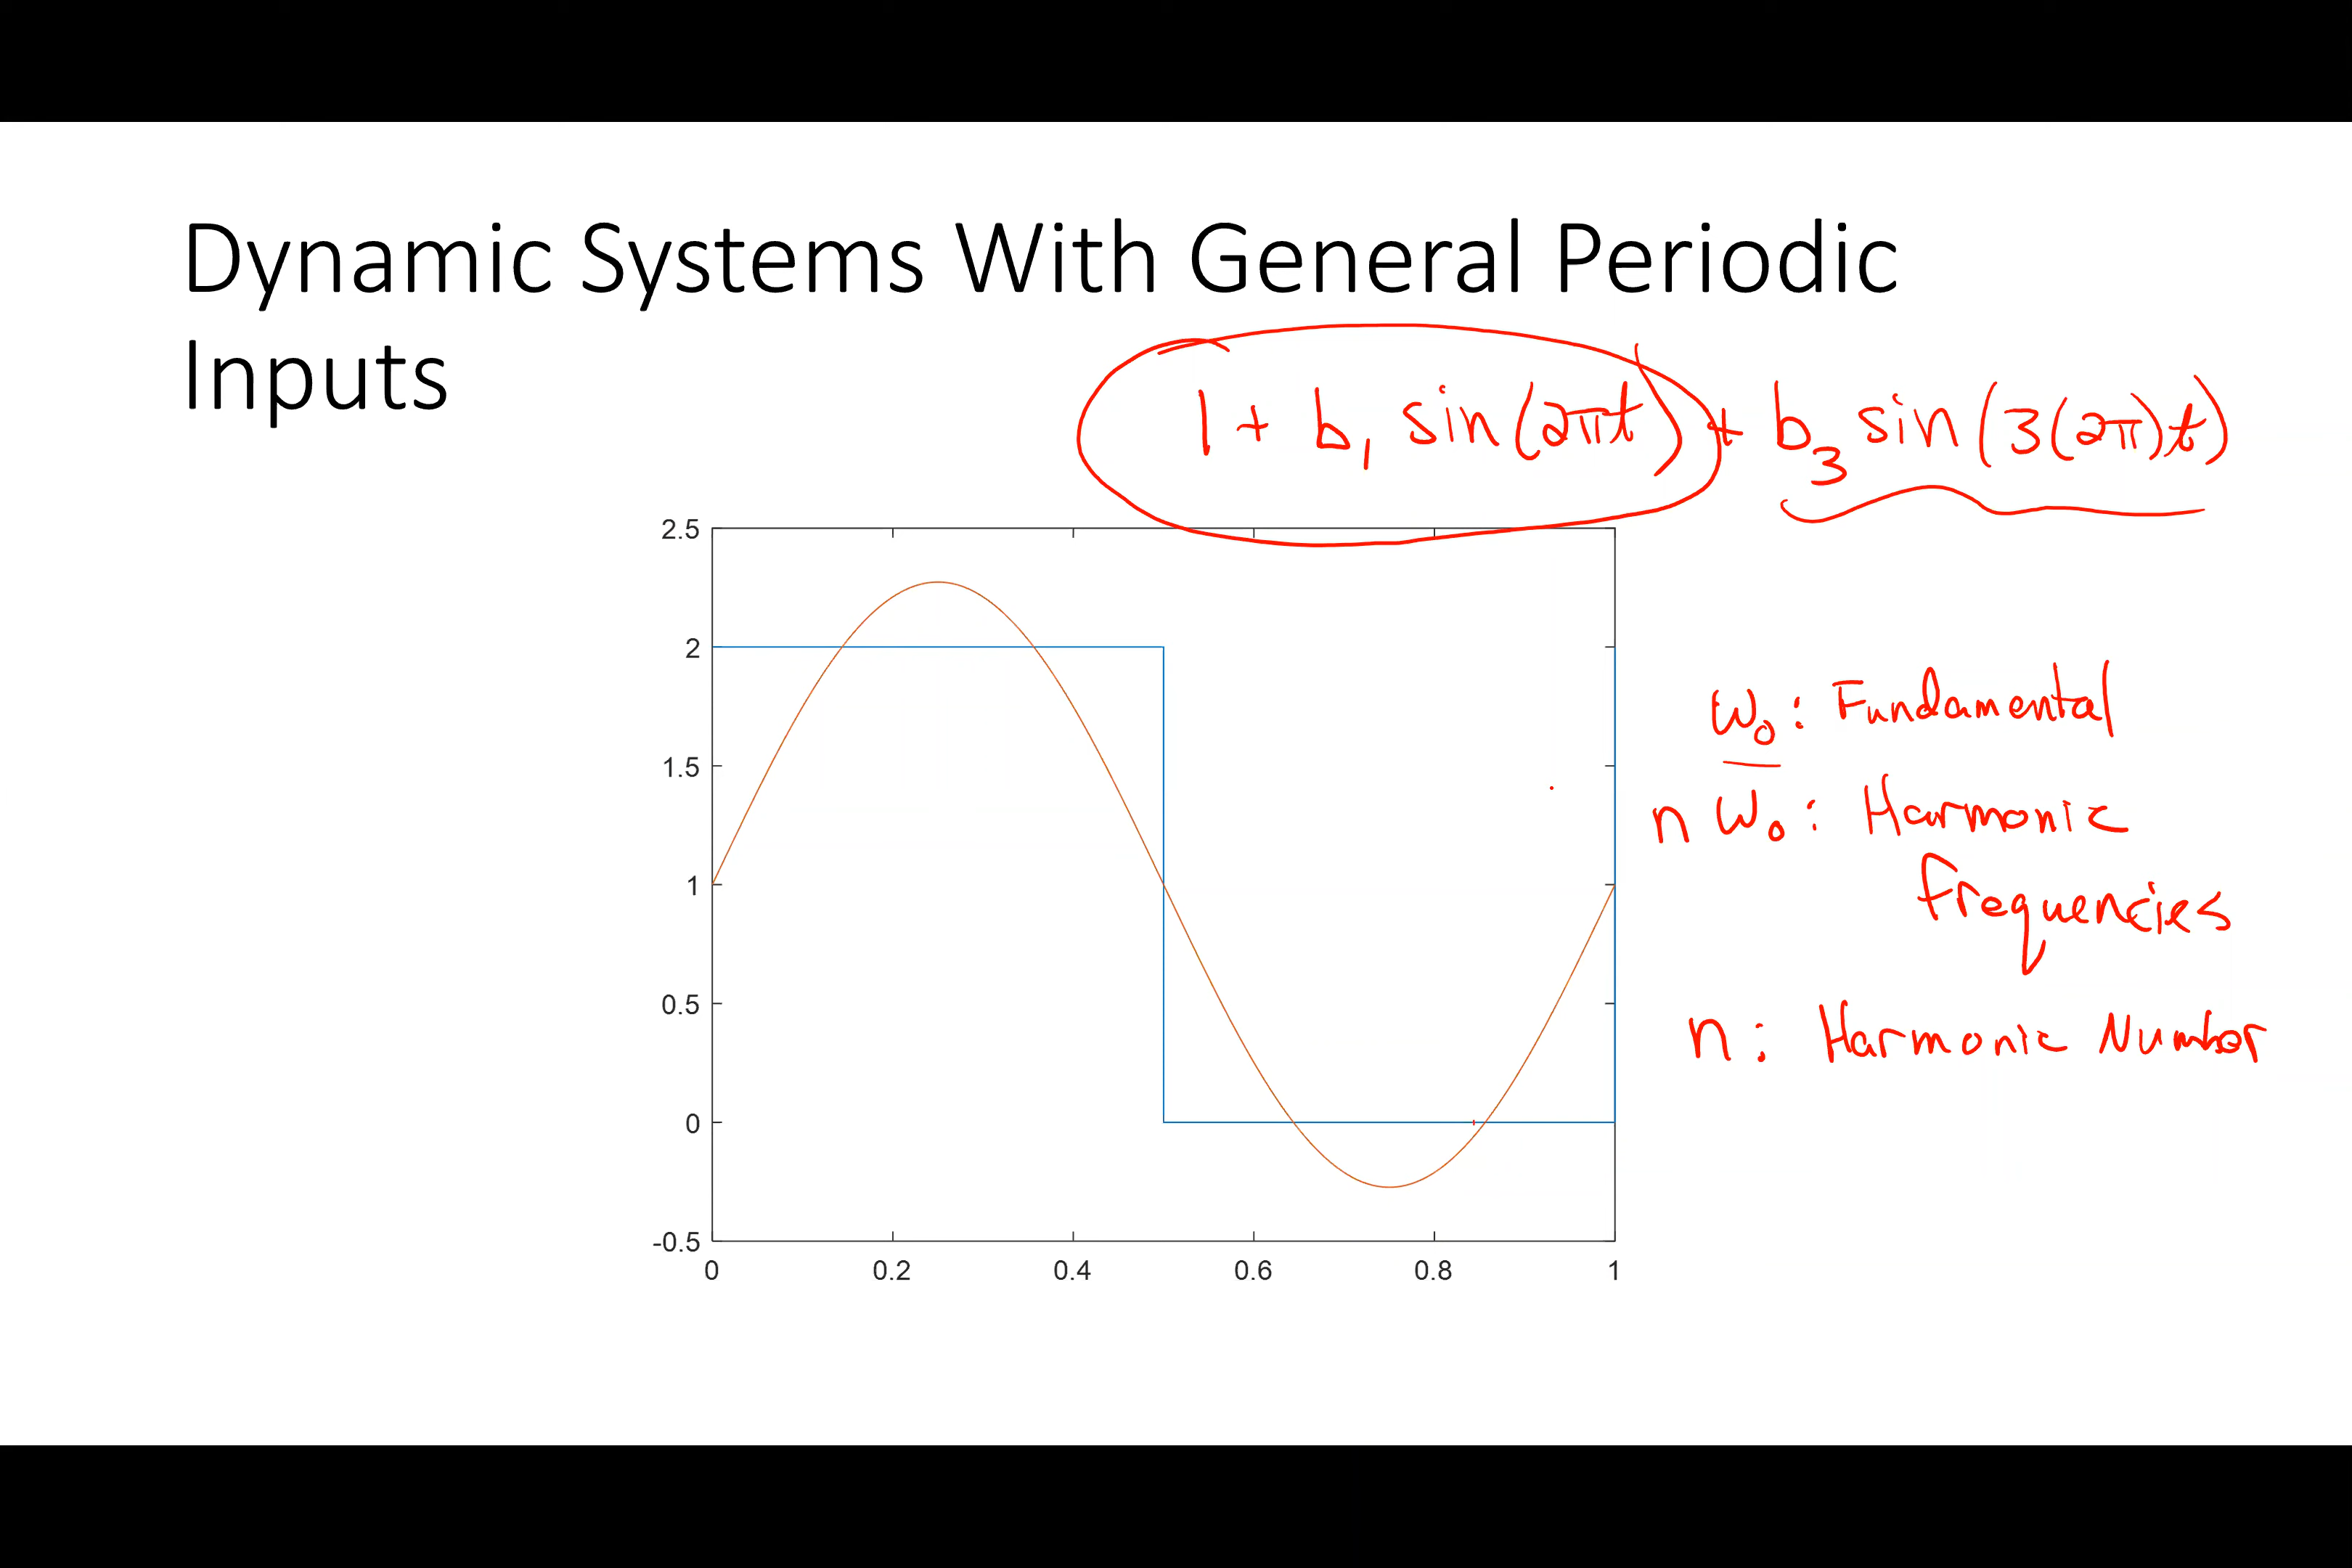 Dynamic Systems With General Periodic
Inputs
1 + b₁ sin(2πt) + b₃ sin(3(2π)t)
2.5
2
1.5
1
0.5
0
-0.5
0 0.2 0.4 0.6 0.8 1
ω₀: Fundamental
nω₀: Harmonic
frequencies
n: Harmonic Number